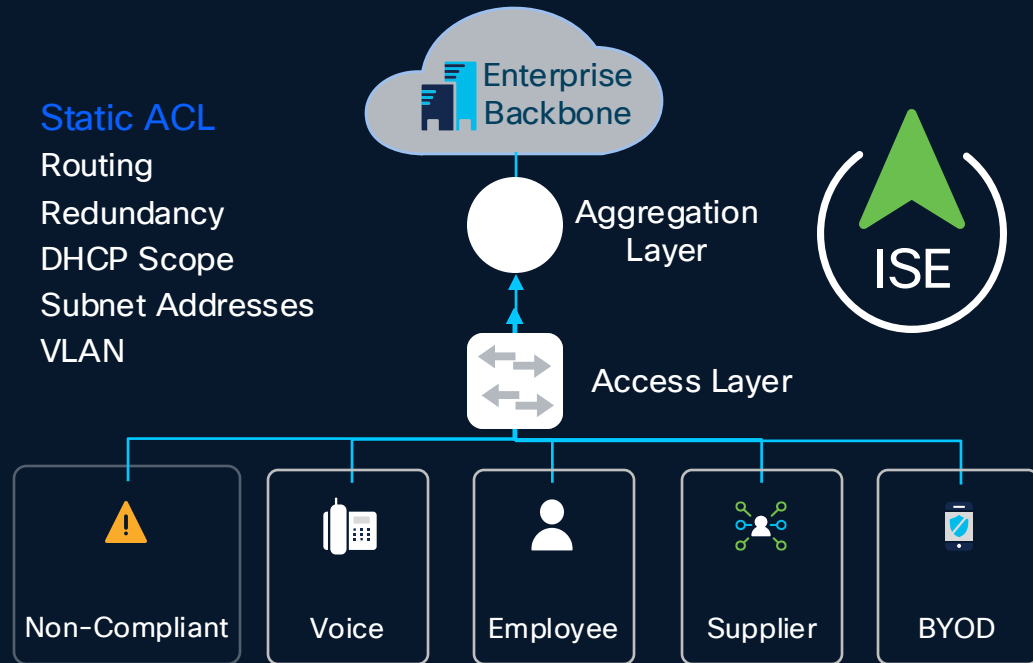 Enterprise
Backbone
Static ACL
Routing
Redundancy
DHCP Scope
Subnet Addresses
VLAN
Aggregation
Layer
ISE
Access Layer
Non-Compliant
Voice
Employee
Supplier
BYOD